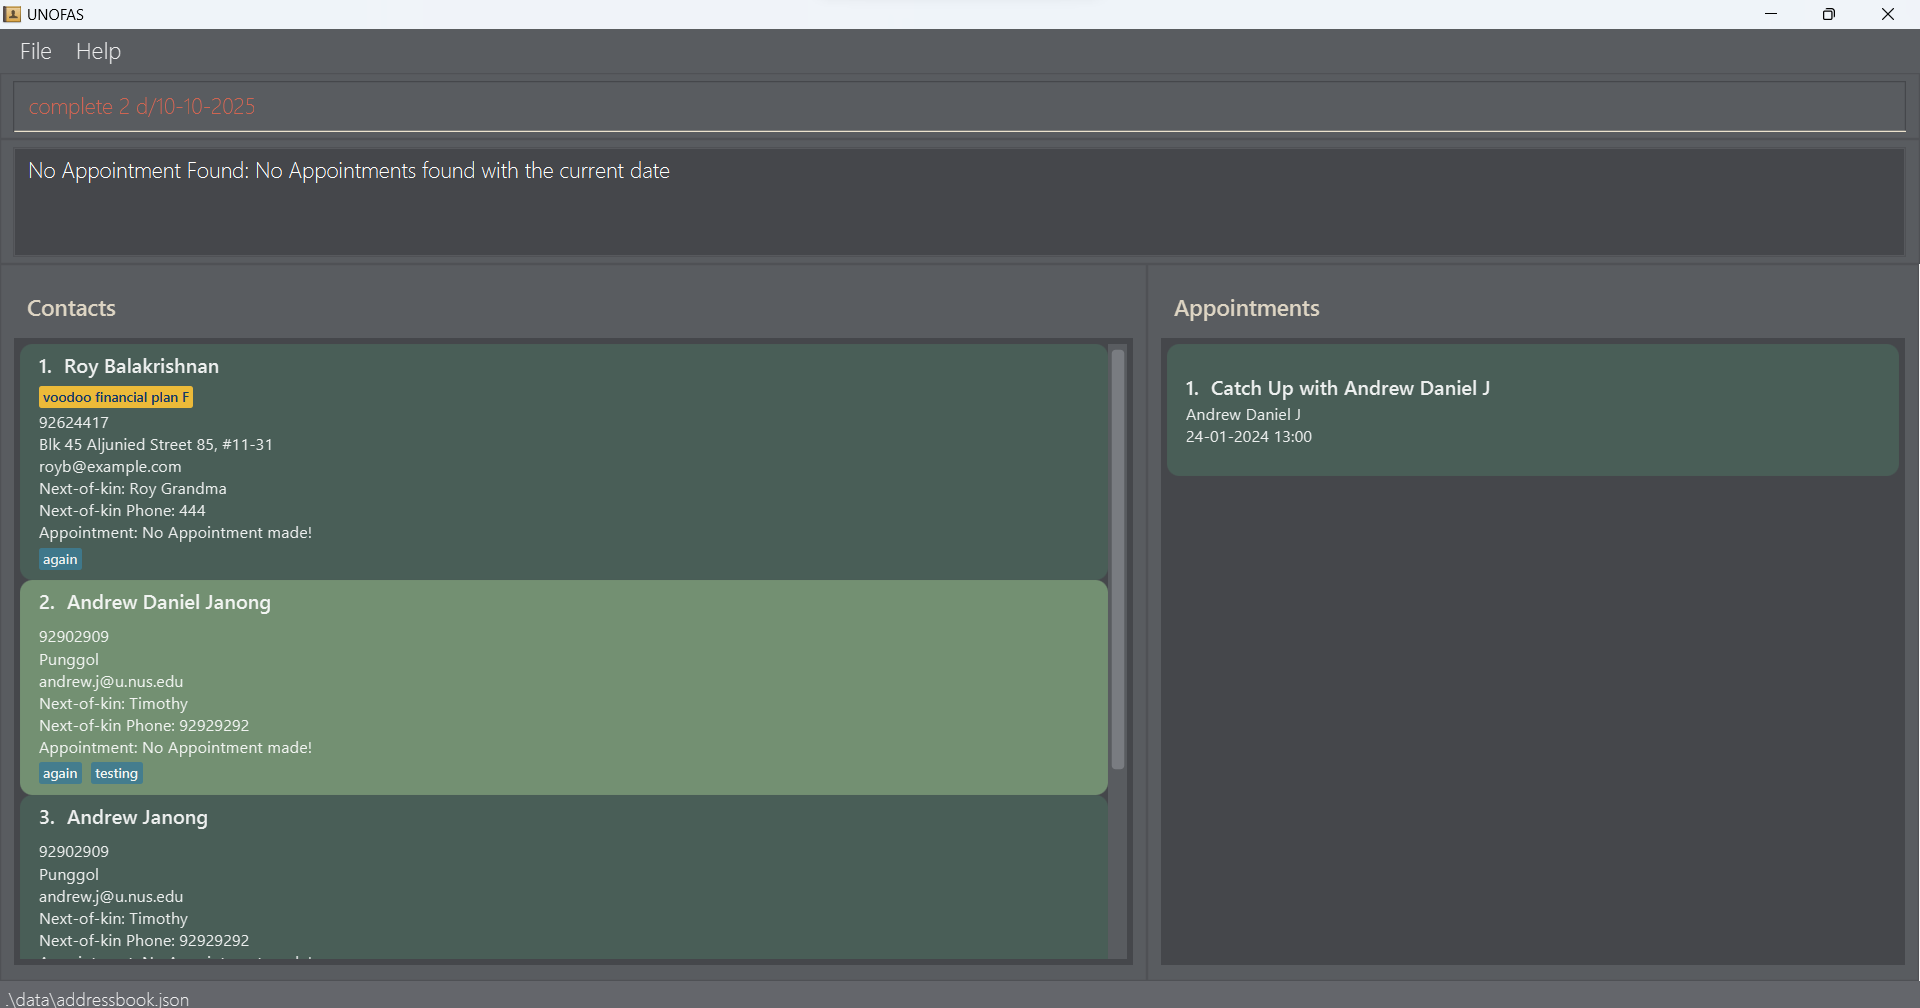 UNOFAS
File Help
complete 2 d/10-10-2025
No Appointment Found: No Appointments found with the current date
Contacts
1. Roy Balakrishnan
voodoo financial plan F
92624417
Blk 45 Aljunied Street 85, #11-31
royb@example.com
Next-of-kin: Roy Grandma
Next-of-kin Phone: 444
Appointment: No Appointment made!
again
2. Andrew Daniel Janong
92902909
Punggol
andrew.j@u.nus.edu
Next-of-kin: Timothy
Next-of-kin Phone: 92929292
Appointment: No Appointment made!
again testing
3. Andrew Janong
92902909
Punggol
andrew.j@u.nus.edu
Next-of-kin: Timothy
Next-of-kin Phone: 92929292
Appointments
1. Catch Up with Andrew Daniel J
Andrew Daniel J
24-01-2024 13:00
.\data\addressbook.json